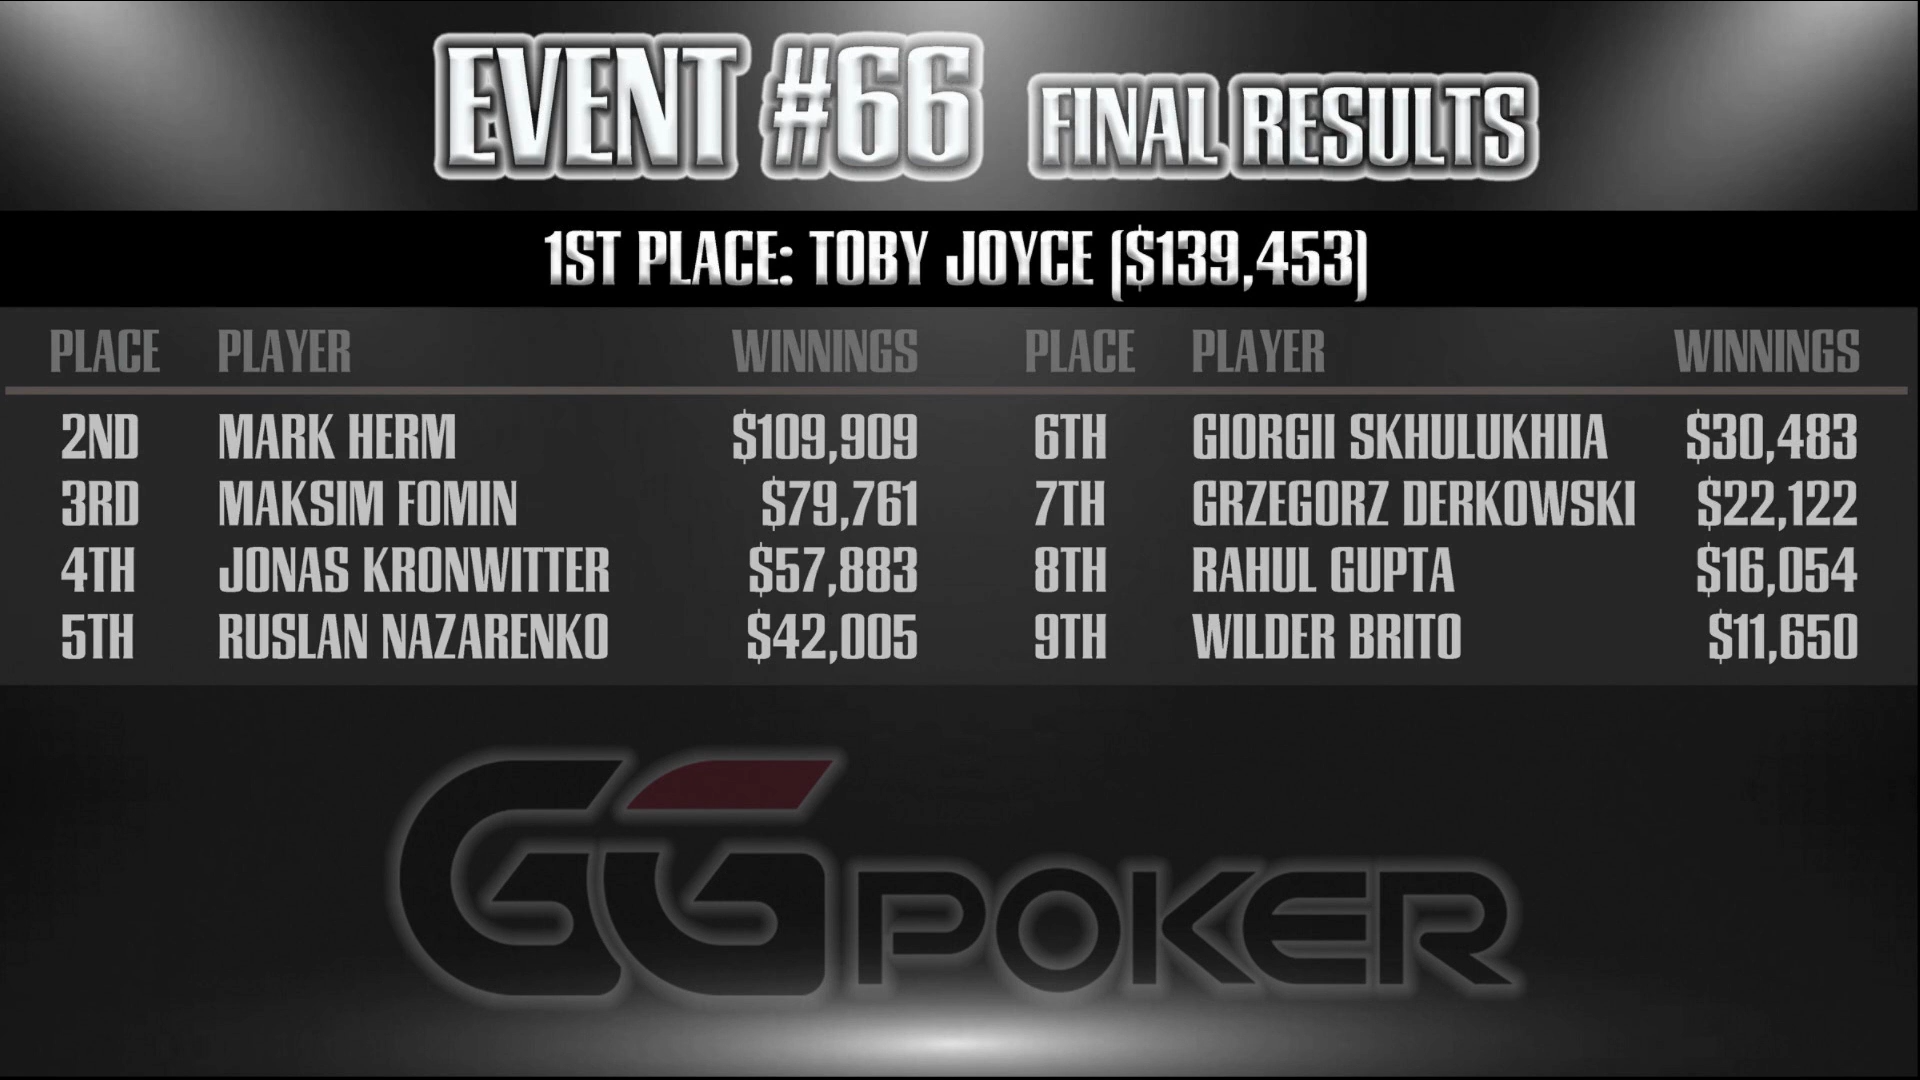 EVENT #66 FINAL RESULTS
1ST PLACE: TOBY JOYCE ($139,453)
PLACE PLAYER WINNINGS PLACE PLAYER WINNINGS
2ND MARK HERM $109,909 6TH GIORGII SKHULUKHIIA $30,483
3RD MAKSIM FOMIN $79,761 7TH GRZEGORZ DERKOWSKI $22,122
4TH JONAS KRONWITTER $57,883 8TH RAHUL GUPTA $16,054
5TH RUSLAN NAZARENKO $42,005 9TH WILDER BRITO $11,650
GGPOKER